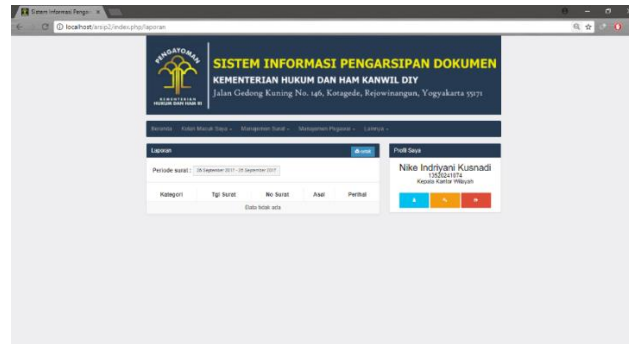 Sistem Informasi Penga
localhost/arsip2/index.php/laporan
PENGAYOMAN
KEMENTERIAN
HUKUM DAN HAM RI
SISTEM INFORMASI PENGARSIPAN DOKUMEN
KEMENTERIAN HUKUM DAN HAM KANWIL DIY
Jalan Gedong Kuning No. 146, Kotagede, Rejowinangun, Yogyakarta 55171
Beranda Kotak Masuk Saya Manajemen Surat Manajemen Pegawai Lainnya
Laporan
Periode surat :
Kategori Tgl Surat No Surat Asal Perihal
Data tidak ada
Profil Saya
Nike Indriyani Kusnadi
13520241074
Kepala Kantor Wilayah